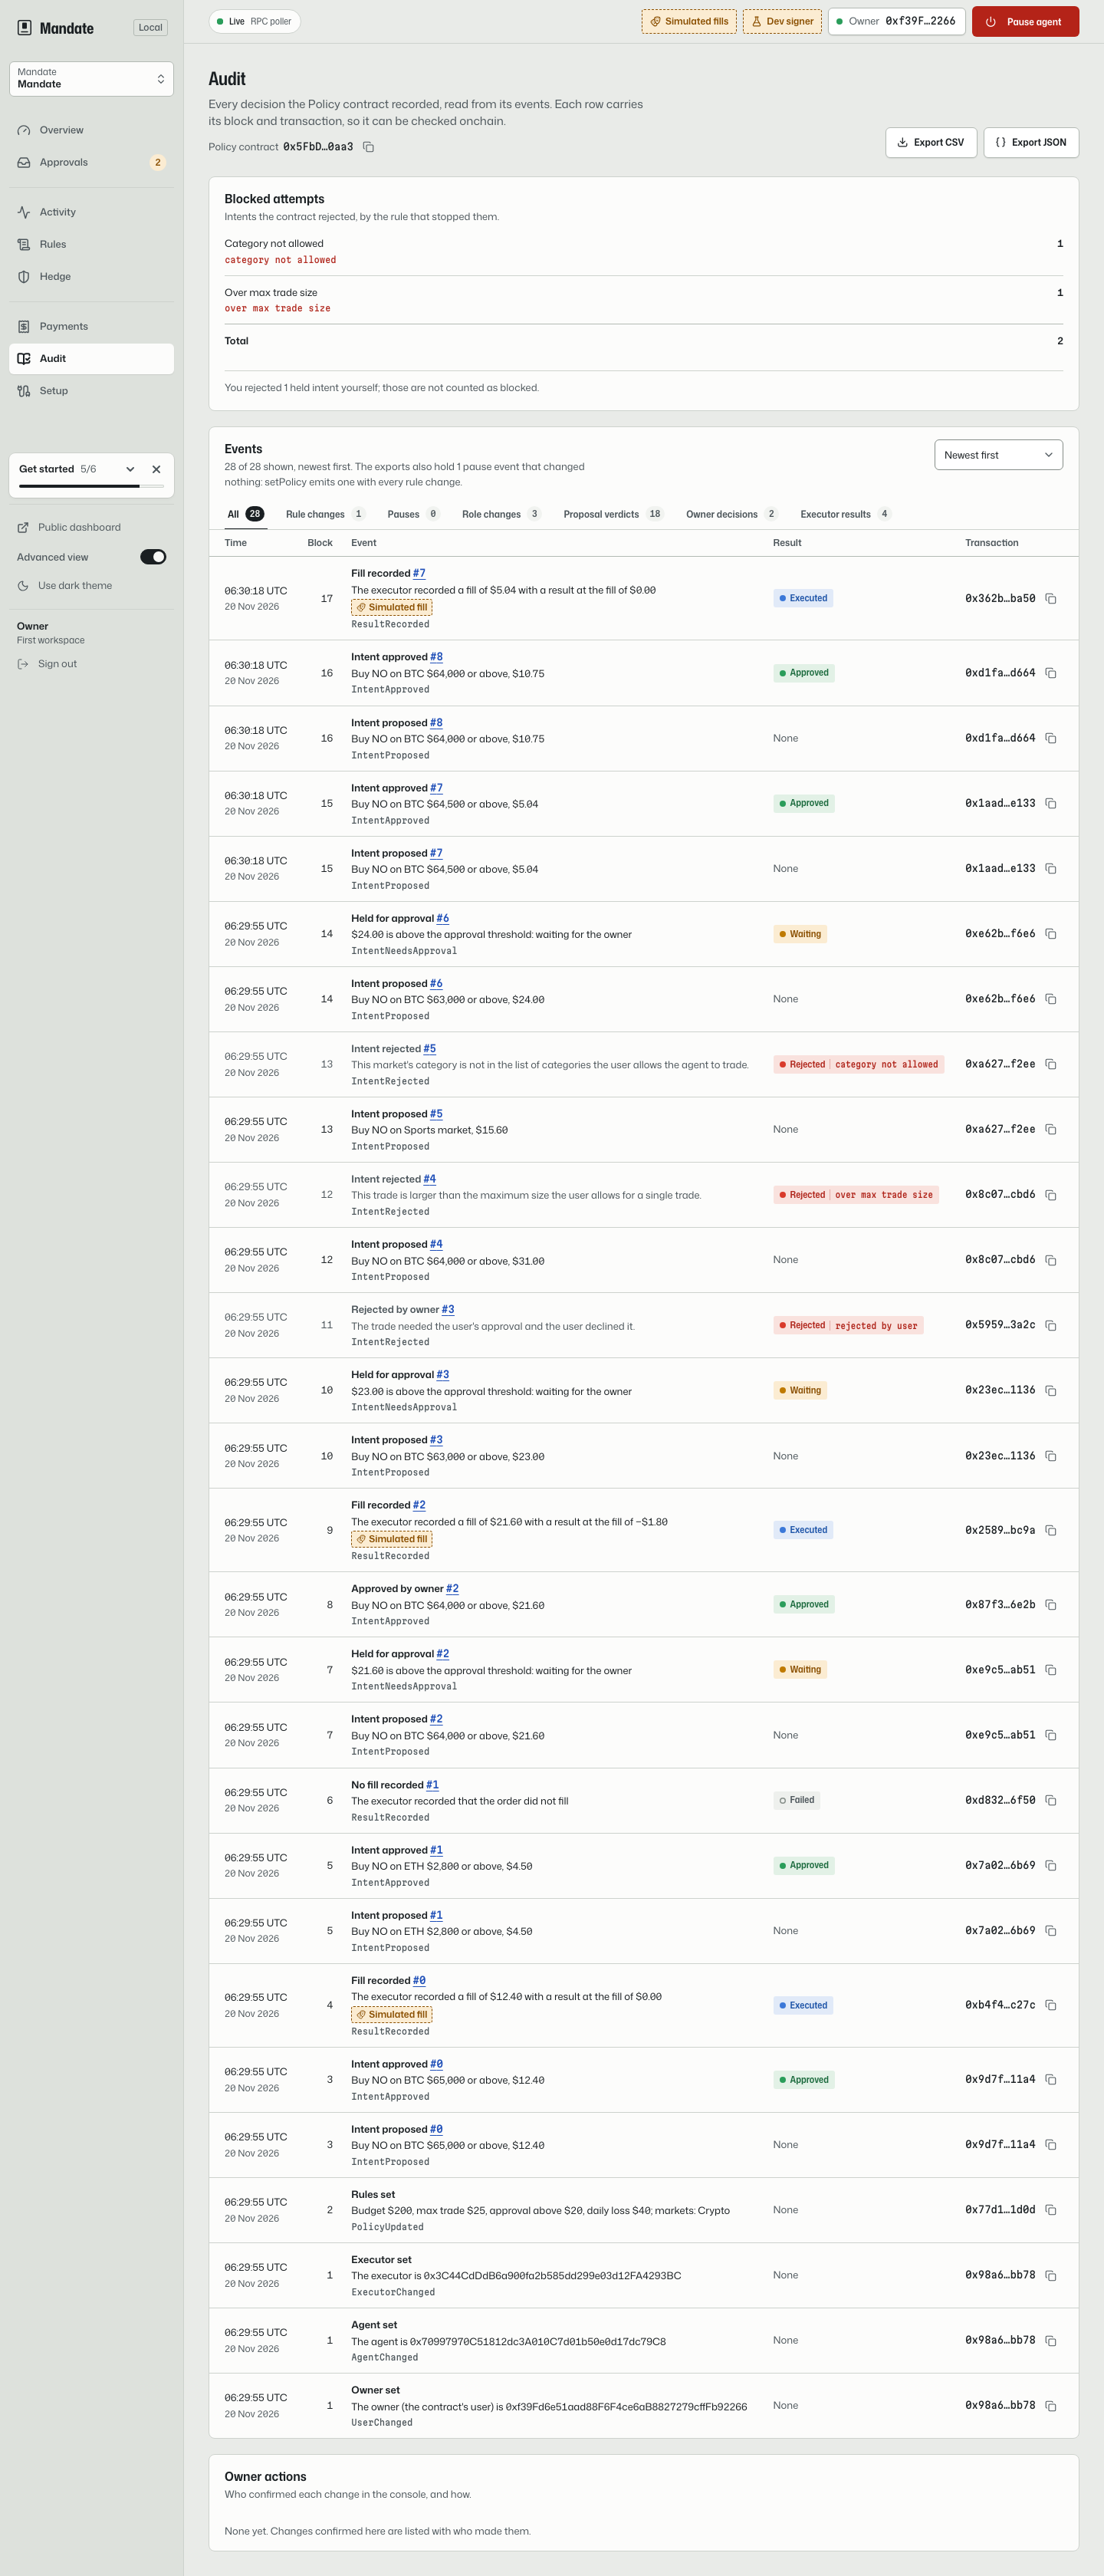 Mandate
Local
Mandate
Mandate
Overview
Approvals 2
Activity
Rules
Hedge
Payments
Audit
Setup
Get started 5/6
Public dashboard
Advanced view
Use dark theme
Owner
First workspace
Sign out
Live RPC poller
Simulated fills
Dev signer
Owner 0xf39F…2266
Pause agent
Audit
Every decision the Policy contract recorded, read from its events. Each row carries
its block and transaction, so it can be checked onchain.
Policy contract 0x5FbD…0aa3
Export CSV
Export JSON
Blocked attempts
Intents the contract rejected, by the rule that stopped them.
Category not allowed 1
category not allowed
Over max trade size 1
over max trade size
Total 2
You rejected 1 held intent yourself; those are not counted as blocked.
Events
28 of 28 shown, newest first. The exports also hold 1 pause event that changed
nothing: setPolicy emits one with every rule change.
Newest first
All 28 Rule changes 1 Pauses 0 Role changes 3 Proposal verdicts 18 Owner decisions 2 Executor results 4
Time Block Event Result Transaction
Fill recorded #7
06:30:18 UTC
20 Nov 2026
17
The executor recorded a fill of $5.04 with a result at the fill of $0.00
Simulated fill
ResultRecorded
Executed
0x362b…ba50
06:30:18 UTC
20 Nov 2026
16
Intent approved #8
Buy NO on BTC $64,000 or above, $10.75
IntentApproved
Approved
0xd1fa…d664
06:30:18 UTC
20 Nov 2026
16
Intent proposed #8
Buy NO on BTC $64,000 or above, $10.75
IntentProposed
None
0xd1fa…d664
06:30:18 UTC
20 Nov 2026
15
Intent approved #7
Buy NO on BTC $64,500 or above, $5.04
IntentApproved
Approved
0x1aad…e133
06:30:18 UTC
20 Nov 2026
15
Intent proposed #7
Buy NO on BTC $64,500 or above, $5.04
IntentProposed
None
0x1aad…e133
06:29:55 UTC
20 Nov 2026
14
Held for approval #6
$24.00 is above the approval threshold: waiting for the owner
IntentNeedsApproval
Waiting
0xe62b…f6e6
06:29:55 UTC
20 Nov 2026
14
Intent proposed #6
Buy NO on BTC $63,000 or above, $24.00
IntentProposed
None
0xe62b…f6e6
06:29:55 UTC
20 Nov 2026
13
Intent rejected #5
This market's category is not in the list of categories the user allows the agent to trade.
IntentRejected
Rejected category not allowed
0xa627…f2ee
06:29:55 UTC
20 Nov 2026
13
Intent proposed #5
Buy NO on Sports market, $15.60
IntentProposed
None
0xa627…f2ee
06:29:55 UTC
20 Nov 2026
12
Intent rejected #4
This trade is larger than the maximum size the user allows for a single trade.
IntentRejected
Rejected over max trade size
0x8c07…cbd6
06:29:55 UTC
20 Nov 2026
12
Intent proposed #4
Buy NO on BTC $64,000 or above, $31.00
IntentProposed
None
0x8c07…cbd6
06:29:55 UTC
20 Nov 2026
11
Rejected by owner #3
The trade needed the user's approval and the user declined it.
IntentRejected
Rejected rejected by user
0x5959…3a2c
06:29:55 UTC
20 Nov 2026
10
Held for approval #3
$23.00 is above the approval threshold: waiting for the owner
IntentNeedsApproval
Waiting
0x23ec…1136
06:29:55 UTC
20 Nov 2026
10
Intent proposed #3
Buy NO on BTC $63,000 or above, $23.00
IntentProposed
None
0x23ec…1136
06:29:55 UTC
20 Nov 2026
9
Fill recorded #2
The executor recorded a fill of $21.60 with a result at the fill of −$1.80
Simulated fill
ResultRecorded
Executed
0x2589…bc9a
06:29:55 UTC
20 Nov 2026
8
Approved by owner #2
Buy NO on BTC $64,000 or above, $21.60
IntentApproved
Approved
0x87f3…6e2b
06:29:55 UTC
20 Nov 2026
7
Held for approval #2
$21.60 is above the approval threshold: waiting for the owner
IntentNeedsApproval
Waiting
0xe9c5…ab51
06:29:55 UTC
20 Nov 2026
7
Intent proposed #2
Buy NO on BTC $64,000 or above, $21.60
IntentProposed
None
0xe9c5…ab51
06:29:55 UTC
20 Nov 2026
6
No fill recorded #1
The executor recorded that the order did not fill
ResultRecorded
Failed
0xd832…6f50
06:29:55 UTC
20 Nov 2026
5
Intent approved #1
Buy NO on ETH $2,800 or above, $4.50
IntentApproved
Approved
0x7a02…6b69
06:29:55 UTC
20 Nov 2026
5
Intent proposed #1
Buy NO on ETH $2,800 or above, $4.50
IntentProposed
None
0x7a02…6b69
06:29:55 UTC
20 Nov 2026
4
Fill recorded #0
The executor recorded a fill of $12.40 with a result at the fill of $0.00
Simulated fill
ResultRecorded
Executed
0xb4f4…c27c
06:29:55 UTC
20 Nov 2026
3
Intent approved #0
Buy NO on BTC $65,000 or above, $12.40
IntentApproved
Approved
0x9d7f…11a4
06:29:55 UTC
20 Nov 2026
3
Intent proposed #0
Buy NO on BTC $65,000 or above, $12.40
IntentProposed
None
0x9d7f…11a4
06:29:55 UTC
20 Nov 2026
2
Rules set
Budget $200, max trade $25, approval above $20, daily loss $40; markets: Crypto
PolicyUpdated
None
0x77d1…1d0d
06:29:55 UTC
20 Nov 2026
1
Executor set
The executor is 0x3C44CdDdB6a900fa2b585dd299e03d12FA4293BC
ExecutorChanged
None
0x98a6…bb78
06:29:55 UTC
20 Nov 2026
1
Agent set
The agent is 0x70997970C51812dc3A010C7d01b50e0d17dc79C8
AgentChanged
None
0x98a6…bb78
06:29:55 UTC
20 Nov 2026
1
Owner set
The owner (the contract's user) is 0xf39Fd6e51aad88F6F4ce6aB8827279cffFb92266
UserChanged
None
0x98a6…bb78
Owner actions
Who confirmed each change in the console, and how.
None yet. Changes confirmed here are listed with who made them.